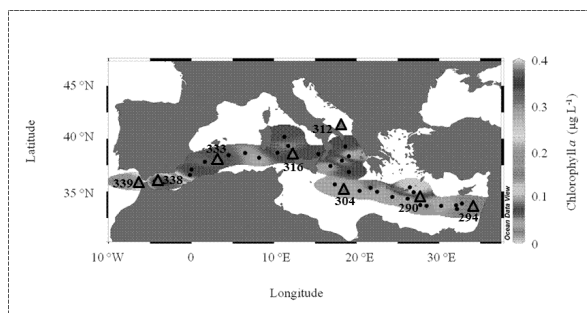 45 °N
40 °N
35 °N
Latitude
10 °W
0 °E
10 °E
20 °E
30 °E
Longitude
339
338
333
316
312
304
290
294
Ocean Data View
0.4
0.3
0.2
0.1
0
Chlorophyll a (µg L-1)